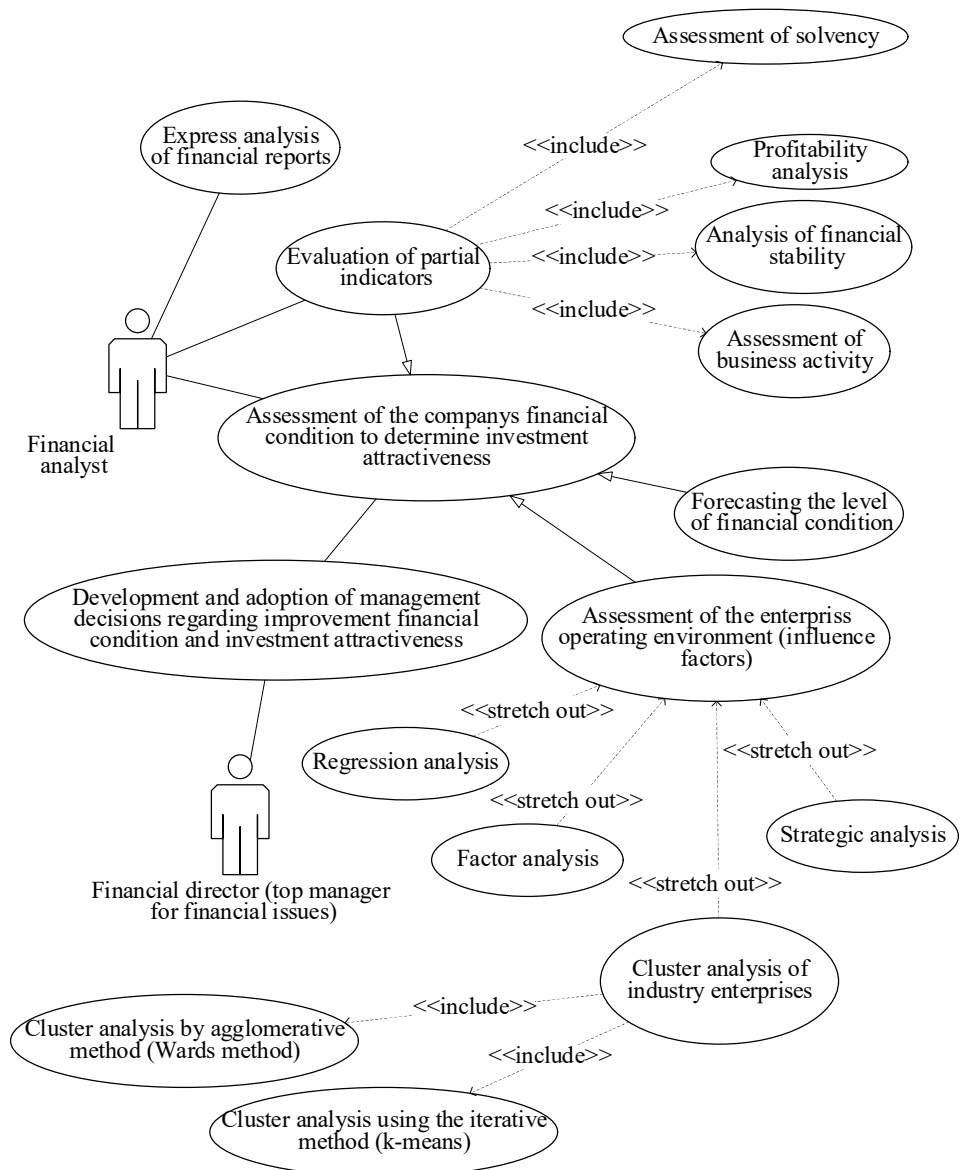 Assessment of solvency
Express analysis
of financial reports
<<include>>
Profitability
analysis
<<include>>
Evaluation of partial
indicators
<<include>>
Analysis of financial
stability
<<include>>
Assessment of
business activity
Financial
analyst
Assessment of the companys financial
condition to determine investment
attractiveness
Forecasting the level
of financial condition
Development and adoption of management
decisions regarding improvement financial
condition and investment attractiveness
Assessment of the enterpriss
operating environment (influence
factors)
<<stretch out>>
Regression analysis
<<stretch out>>
<<stretch out>>
Factor analysis
Strategic analysis
Financial director (top manager
for financial issues)
<<stretch out>>
Cluster analysis of
industry enterprises
<<include>>
Cluster analysis by agglomerative
method (Wards method)
<<include>>
Cluster analysis using the iterative
method (k-means)